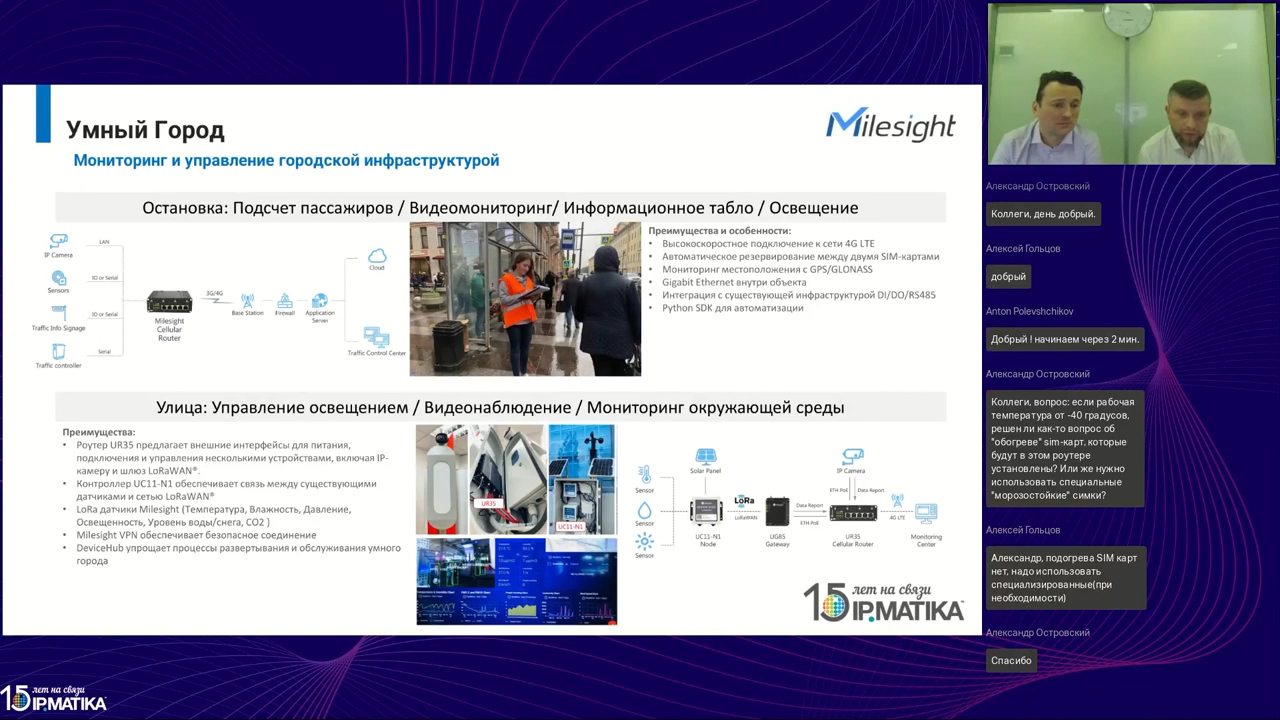 Умный Город
Milesight
Мониторинг и управление городской инфраструктурой
Остановка: Подсчет пассажиров / Видеомониторинг/ Информационное табло / Освещение
IP Camera
LAN
Sensors
IO or Serial
Traffic Info Signage
IO or Serial
Traffic controller
Serial
Milesight
Cellular
Router
3G/4G
Base Station
Firewall
Application
Server
Cloud
Traffic Control Center
Преимущества и особенности:
• Высокоскоростное подключение к сети 4G LTE
• Автоматическое резервирование между двумя SIM-картами
• Мониторинг местоположения с GPS/GLONASS
• Gigabit Ethernet внутри объекта
• Интеграция с существующей инфраструктурой DI/DO/RS485
• Python SDK для автоматизации
Улица: Управление освещением / Видеонаблюдение / Мониторинг окружающей среды
Преимущества:
• Роутер UR35 предлагает внешние интерфейсы для питания,
подключения и управления несколькими устройствами, включая IP-
камеру и шлюз LoRaWAN®.
• Контроллер UC11-N1 обеспечивает связь между существующими
датчиками и сетью LoRaWAN®
• LoRa датчики Milesight (Температура, Влажность, Давление,
Освещенность, Уровень воды/снега, CO2 )
• Milesight VPN обеспечивает безопасное соединение
• DeviceHub упрощает процессы развертывания и обслуживания умного
города
UR35
UC11-N1
Sensor
Sensor
Sensor
Solar Panel
UC11-N1
Node
LoRa
LoRaWAN
UG85
Gateway
Data Report
ETH PoE
IP Camera
ETH PoE
Data Report
UR35
Cellular Router
4G LTE
Monitoring
Center
15 лет на связи
IPMATIKA
15 лет на связи
IPMATIKA
Александр Островский
Коллеги, день добрый.
Алексей Гольцов
добрый
Anton Polevshchikov
Добрый ! начинаем через 2 мин.
Александр Островский
Коллеги, вопрос: если рабочая
температура от -40 градусов,
решен ли как-то вопрос об
"обогреве" sim-карт, которые
будут в этом роутере
установлены? Или же нужно
использовать специальные
"морозостойкие" симки?
Алексей Гольцов
Александр, подогрева SIM карт
нет, надо использовать
специализированные(при
необходимости)
Александр Островский
Спасибо